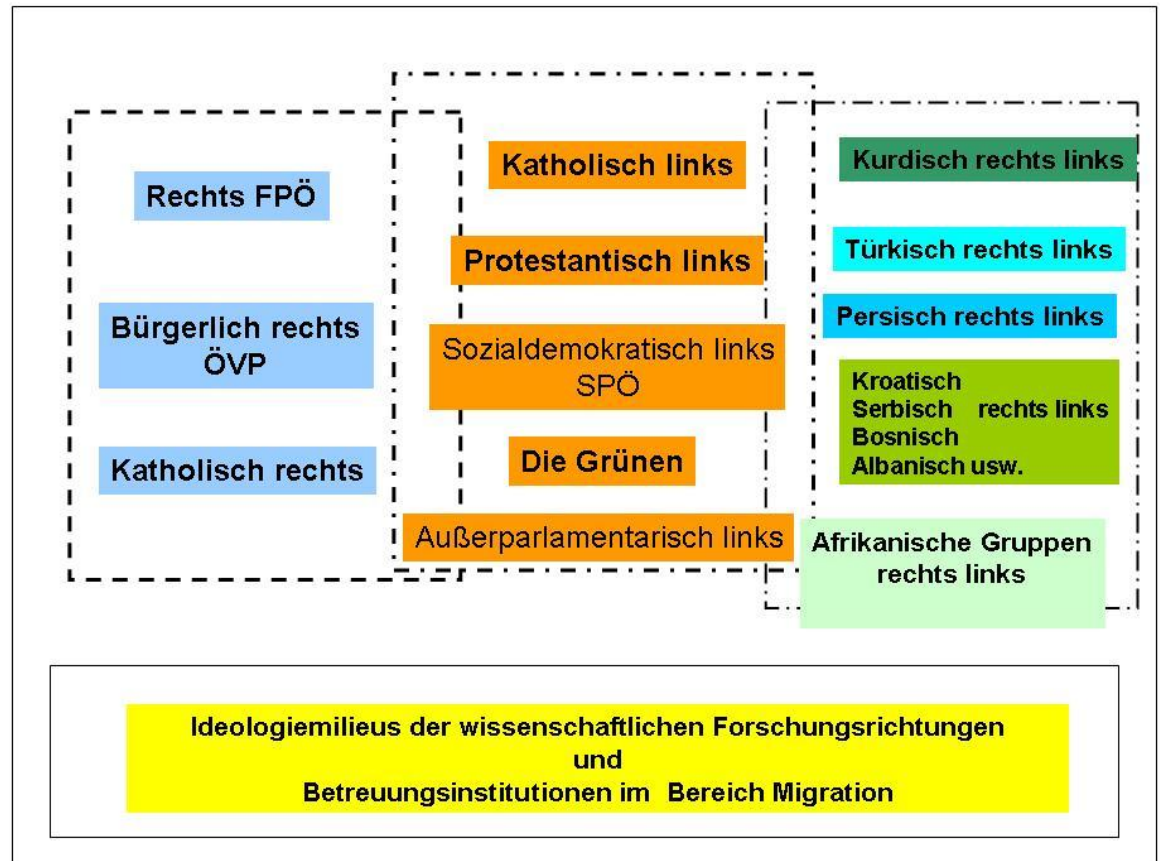 Rechts FPÖ
Bürgerlich rechts
ÖVP
Katholisch rechts
Katholisch links
Protestantisch links
Sozialdemokratisch links
SPÖ
Die Grünen
Außerparlamentarisch links
Kurdisch rechts links
Türkisch rechts links
Persisch rechts links
Kroatisch
Serbisch rechts links
Bosnisch
Albanisch usw.
Afrikanische Gruppen
rechts links
Ideologiemilieus der wissenschaftlichen Forschungsrichtungen
und
Betreuungsinstitutionen im Bereich Migration